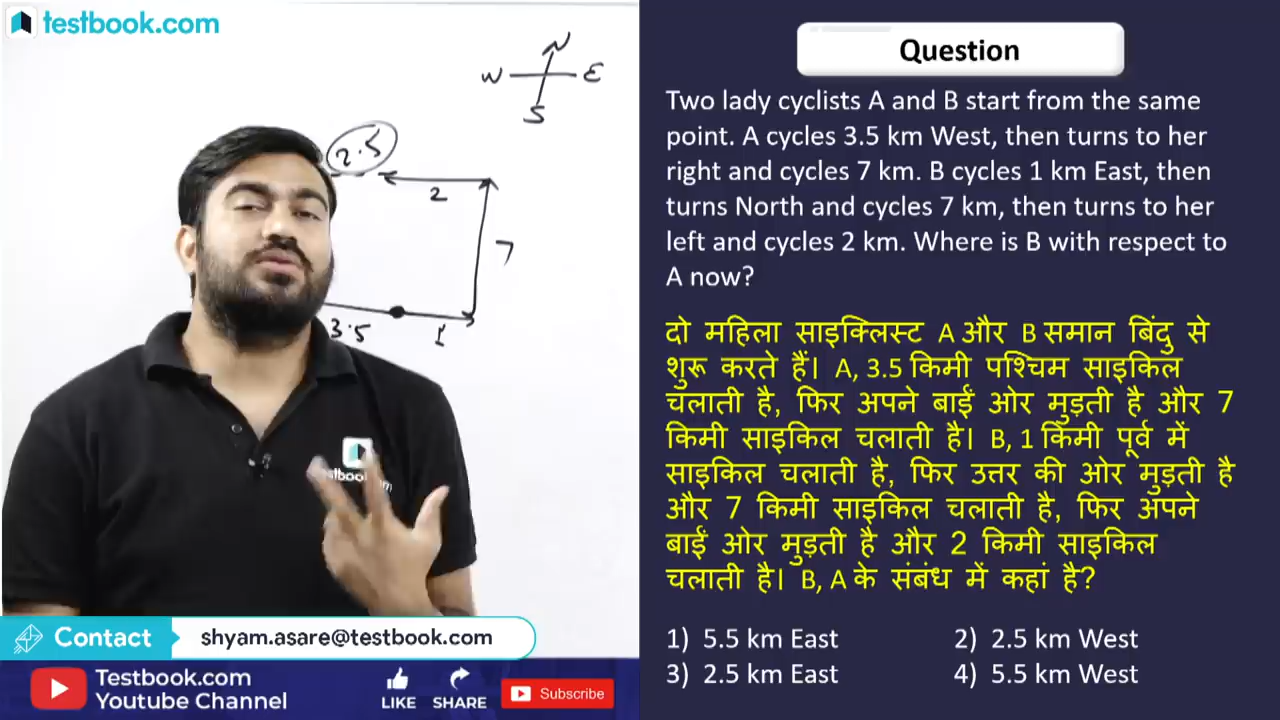 testbook.com
N
W E
S
2.5
2
7
3.5 1
testbook.com
Question
Two lady cyclists A and B start from the same
point. A cycles 3.5 km West, then turns to her
right and cycles 7 km. B cycles 1 km East, then
turns North and cycles 7 km, then turns to her
left and cycles 2 km. Where is B with respect to
A now?
दो महिला साइक्लिस्ट A और B समान बिंदु से
शुरू करते हैं। A, 3.5 किमी पश्चिम साइकिल
चलाती है, फिर अपने बाईं ओर मुड़ती है और 7
किमी साइकिल चलाती है। B, 1 किमी पूर्व में
साइकिल चलाती है, फिर उत्तर की ओर मुड़ती है
और 7 किमी साइकिल चलाती है, फिर अपने
बाईं ओर मुड़ती है और 2 किमी साइकिल
चलाती है। B, A के संबंध में कहां है?
1) 5.5 km East 2) 2.5 km West
3) 2.5 km East 4) 5.5 km West
Contact shyam.asare@testbook.com
Testbook.com
Youtube Channel
LIKE SHARE Subscribe